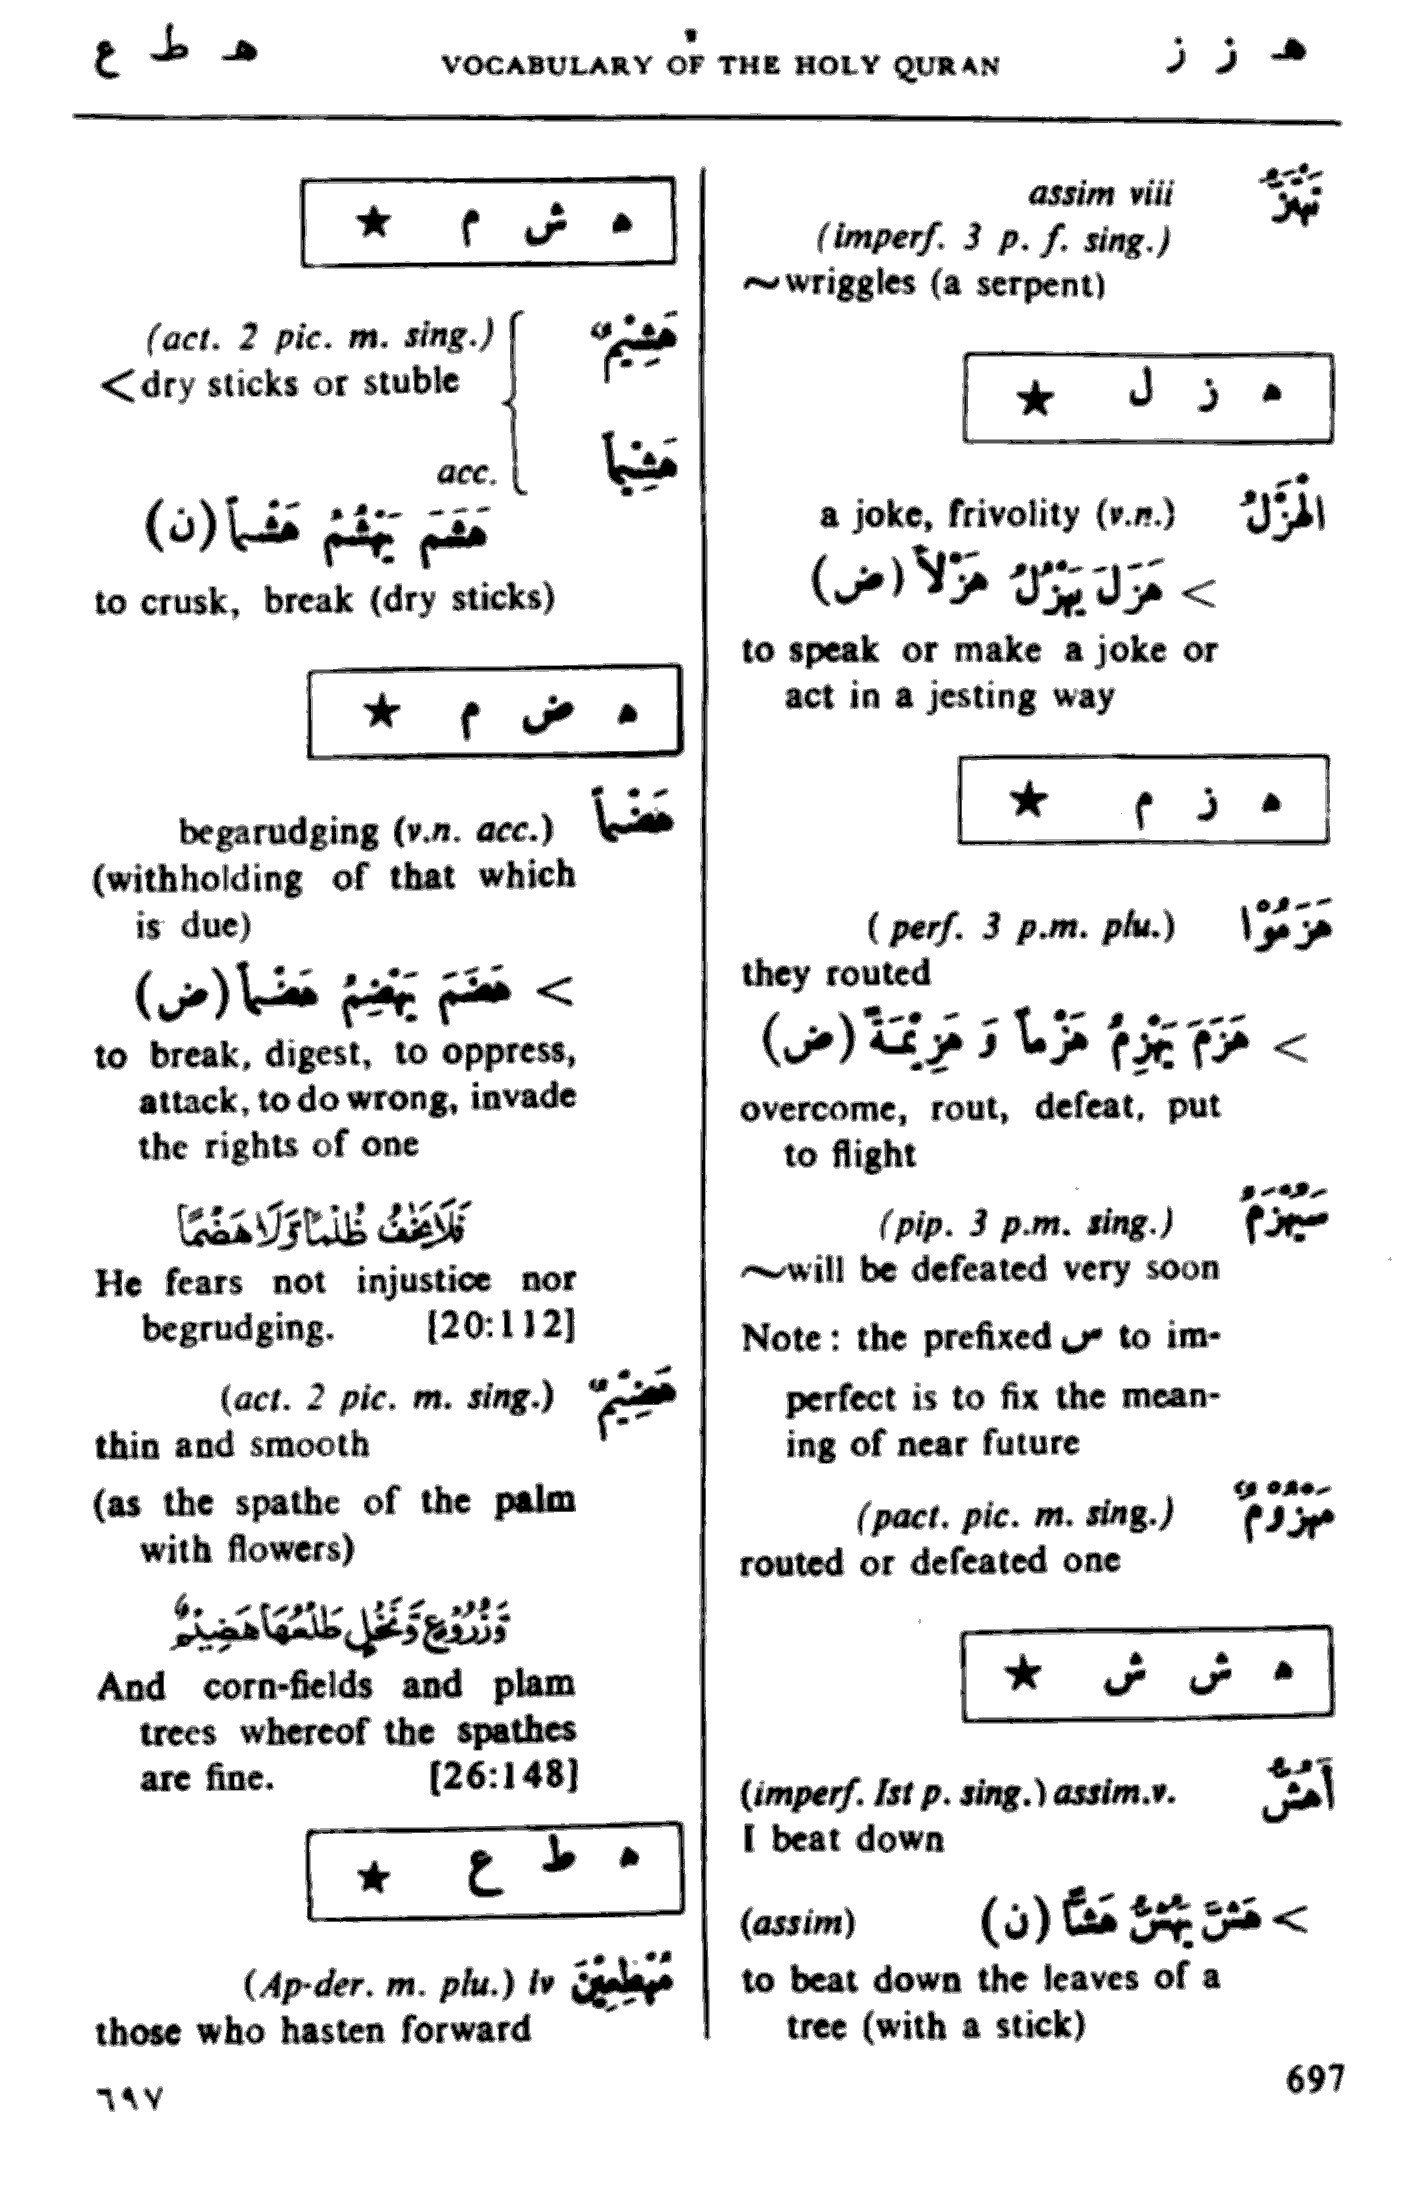 ه ز ز VOCABULARY OF THE HOLY QURAN ه ط ع
assim viii تَهْتَزُّ
(imperf. 3 p. f. sing.)
~wriggles (a serpent)
ه ز ل ★
a joke, frivolity (v.n.) الْهَزْلُ
> هَزَلَ يَهْزِلُ هَزْلاً (ض)
to speak or make a joke or
act in a jesting way
ه ز م ★
( perf. 3 p.m. plu.) هَزَمُوْا
they routed
> هَزَمَ يَهْزِمُ هَزْماً وَ هَزِيْمَةً (ض)
overcome, rout, defeat, put
to flight
(pip. 3 p.m. sing.) سَيُهْزَمُ
~will be defeated very soon
Note : the prefixed س to im-
perfect is to fix the mean-
ing of near future
(pact. pic. m. sing.) مَهْزُوْمٌ
routed or defeated one
ه ش ش ★
(imperf. Ist p. sing.) assim.v. اَهُشُّ
I beat down
(assim) > هَشَّ يَهُشُّ هَشّاً (ن)
to beat down the leaves of a
tree (with a stick)
ه ش م ★
(act. 2 pic. m. sing.) هَشِيْمٌ
<dry sticks or stuble
acc. هَشِيْماً
هَشَمَ يَهْشُمُ هَشْماً (ن)
to crusk, break (dry sticks)
ه ض م ★
begarudging (v.n. acc.) هَضْماً
(withholding of that which
is due)
> هَضَمَ يَهْضِمُ هَضْماً (ض)
to break, digest, to oppress,
attack, to do wrong, invade
the rights of one
فَلَا يَخٰفُ ظُلْمًا وَّلَا هَضْمًا
He fears not injustice nor
begrudging. [20:112]
(act. 2 pic. m. sing.) هَضِيْمٌ
thin and smooth
(as the spathe of the palm
with flowers)
وَّزُرُوْعٍ وَّنَخْلٍ طَلْعُهَا هَضِيْمٌ
And corn-fields and plam
trees whereof the spathes
are fine. [26:148]
ه ط ع ★
(Ap-der. m. plu.) iv مُهْطِعِيْنَ
those who hasten forward
697
٦٩٧